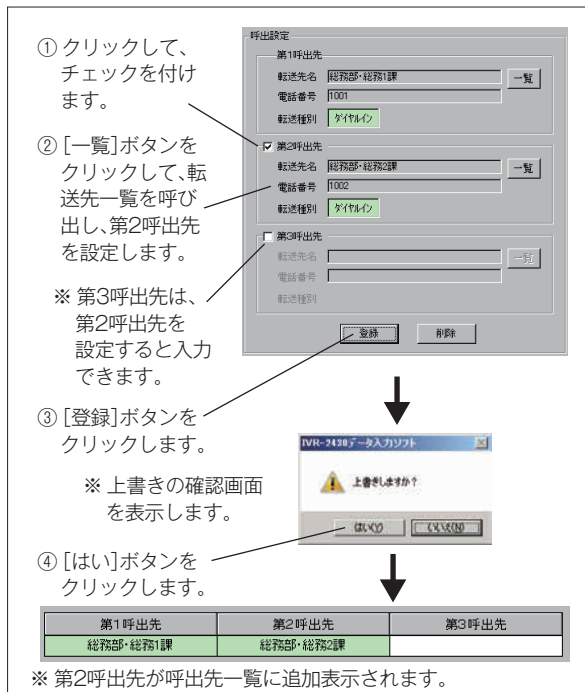 ① クリックして、
チェックを付け
ます。
② [一覧]ボタンを
クリックして、転
送先一覧を呼び
出し、第2呼出先
を設定します。
※ 第3呼出先は、
第2呼出先を
設定すると入力
できます。
③ [登録]ボタンを
クリックします。
※ 上書きの確認画面
を表示します。
④ [はい]ボタンを
クリックします。
呼出設定
第1呼出先
転送先名 総務部・総務1課 一覧
電話番号 1001
転送種別 ダイヤルイン
第2呼出先
転送先名 総務部・総務2課 一覧
電話番号 1002
転送種別 ダイヤルイン
第3呼出先
転送先名 一覧
電話番号
転送種別
登録 削除
IVR-2430データ入力ソフト
上書きしますか?
はい(Y) いいえ(N)
第1呼出先 第2呼出先 第3呼出先
総務部・総務1課 総務部・総務2課
※ 第2呼出先が呼出先一覧に追加表示されます。